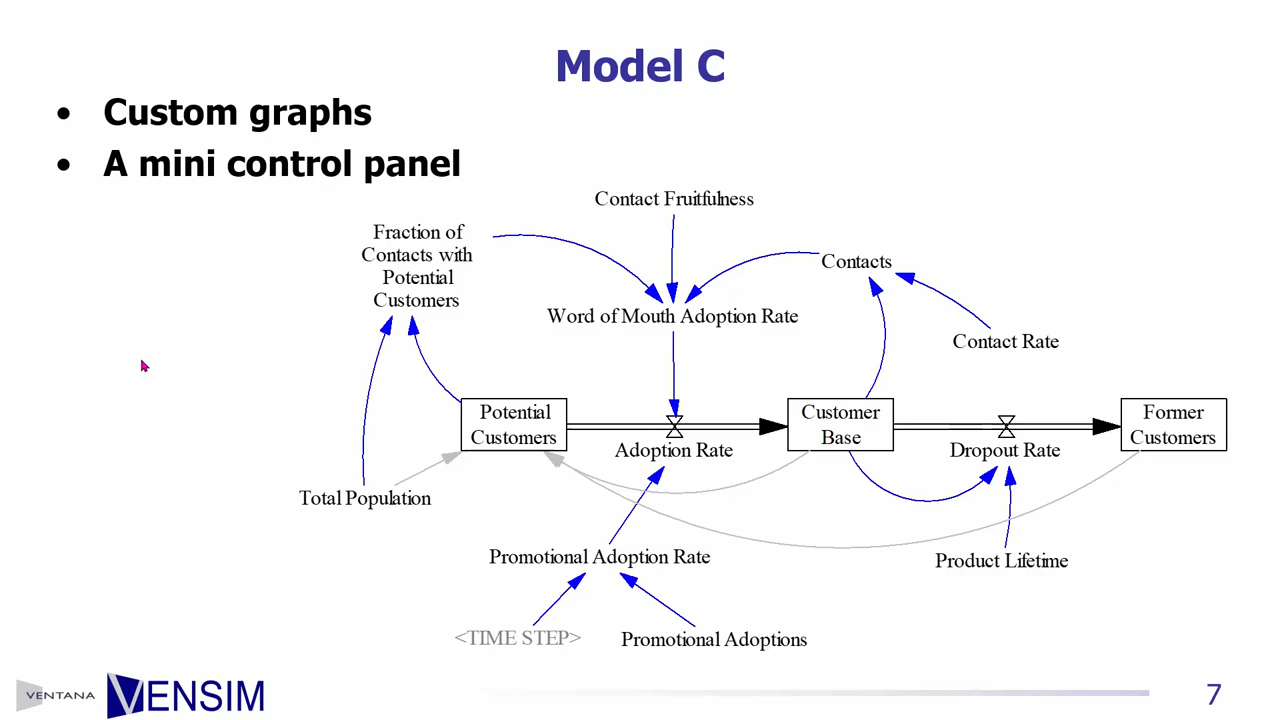 Model C
• Custom graphs
• A mini control panel
Contact Fruitfulness
Fraction of
Contacts with
Potential
Customers
Contacts
Word of Mouth Adoption Rate
Contact Rate
Potential
Customers
Customer
Base
Former
Customers
Adoption Rate
Dropout Rate
Total Population
Promotional Adoption Rate
Product Lifetime
<TIME STEP>
Promotional Adoptions
VENTANA VENSIM
7